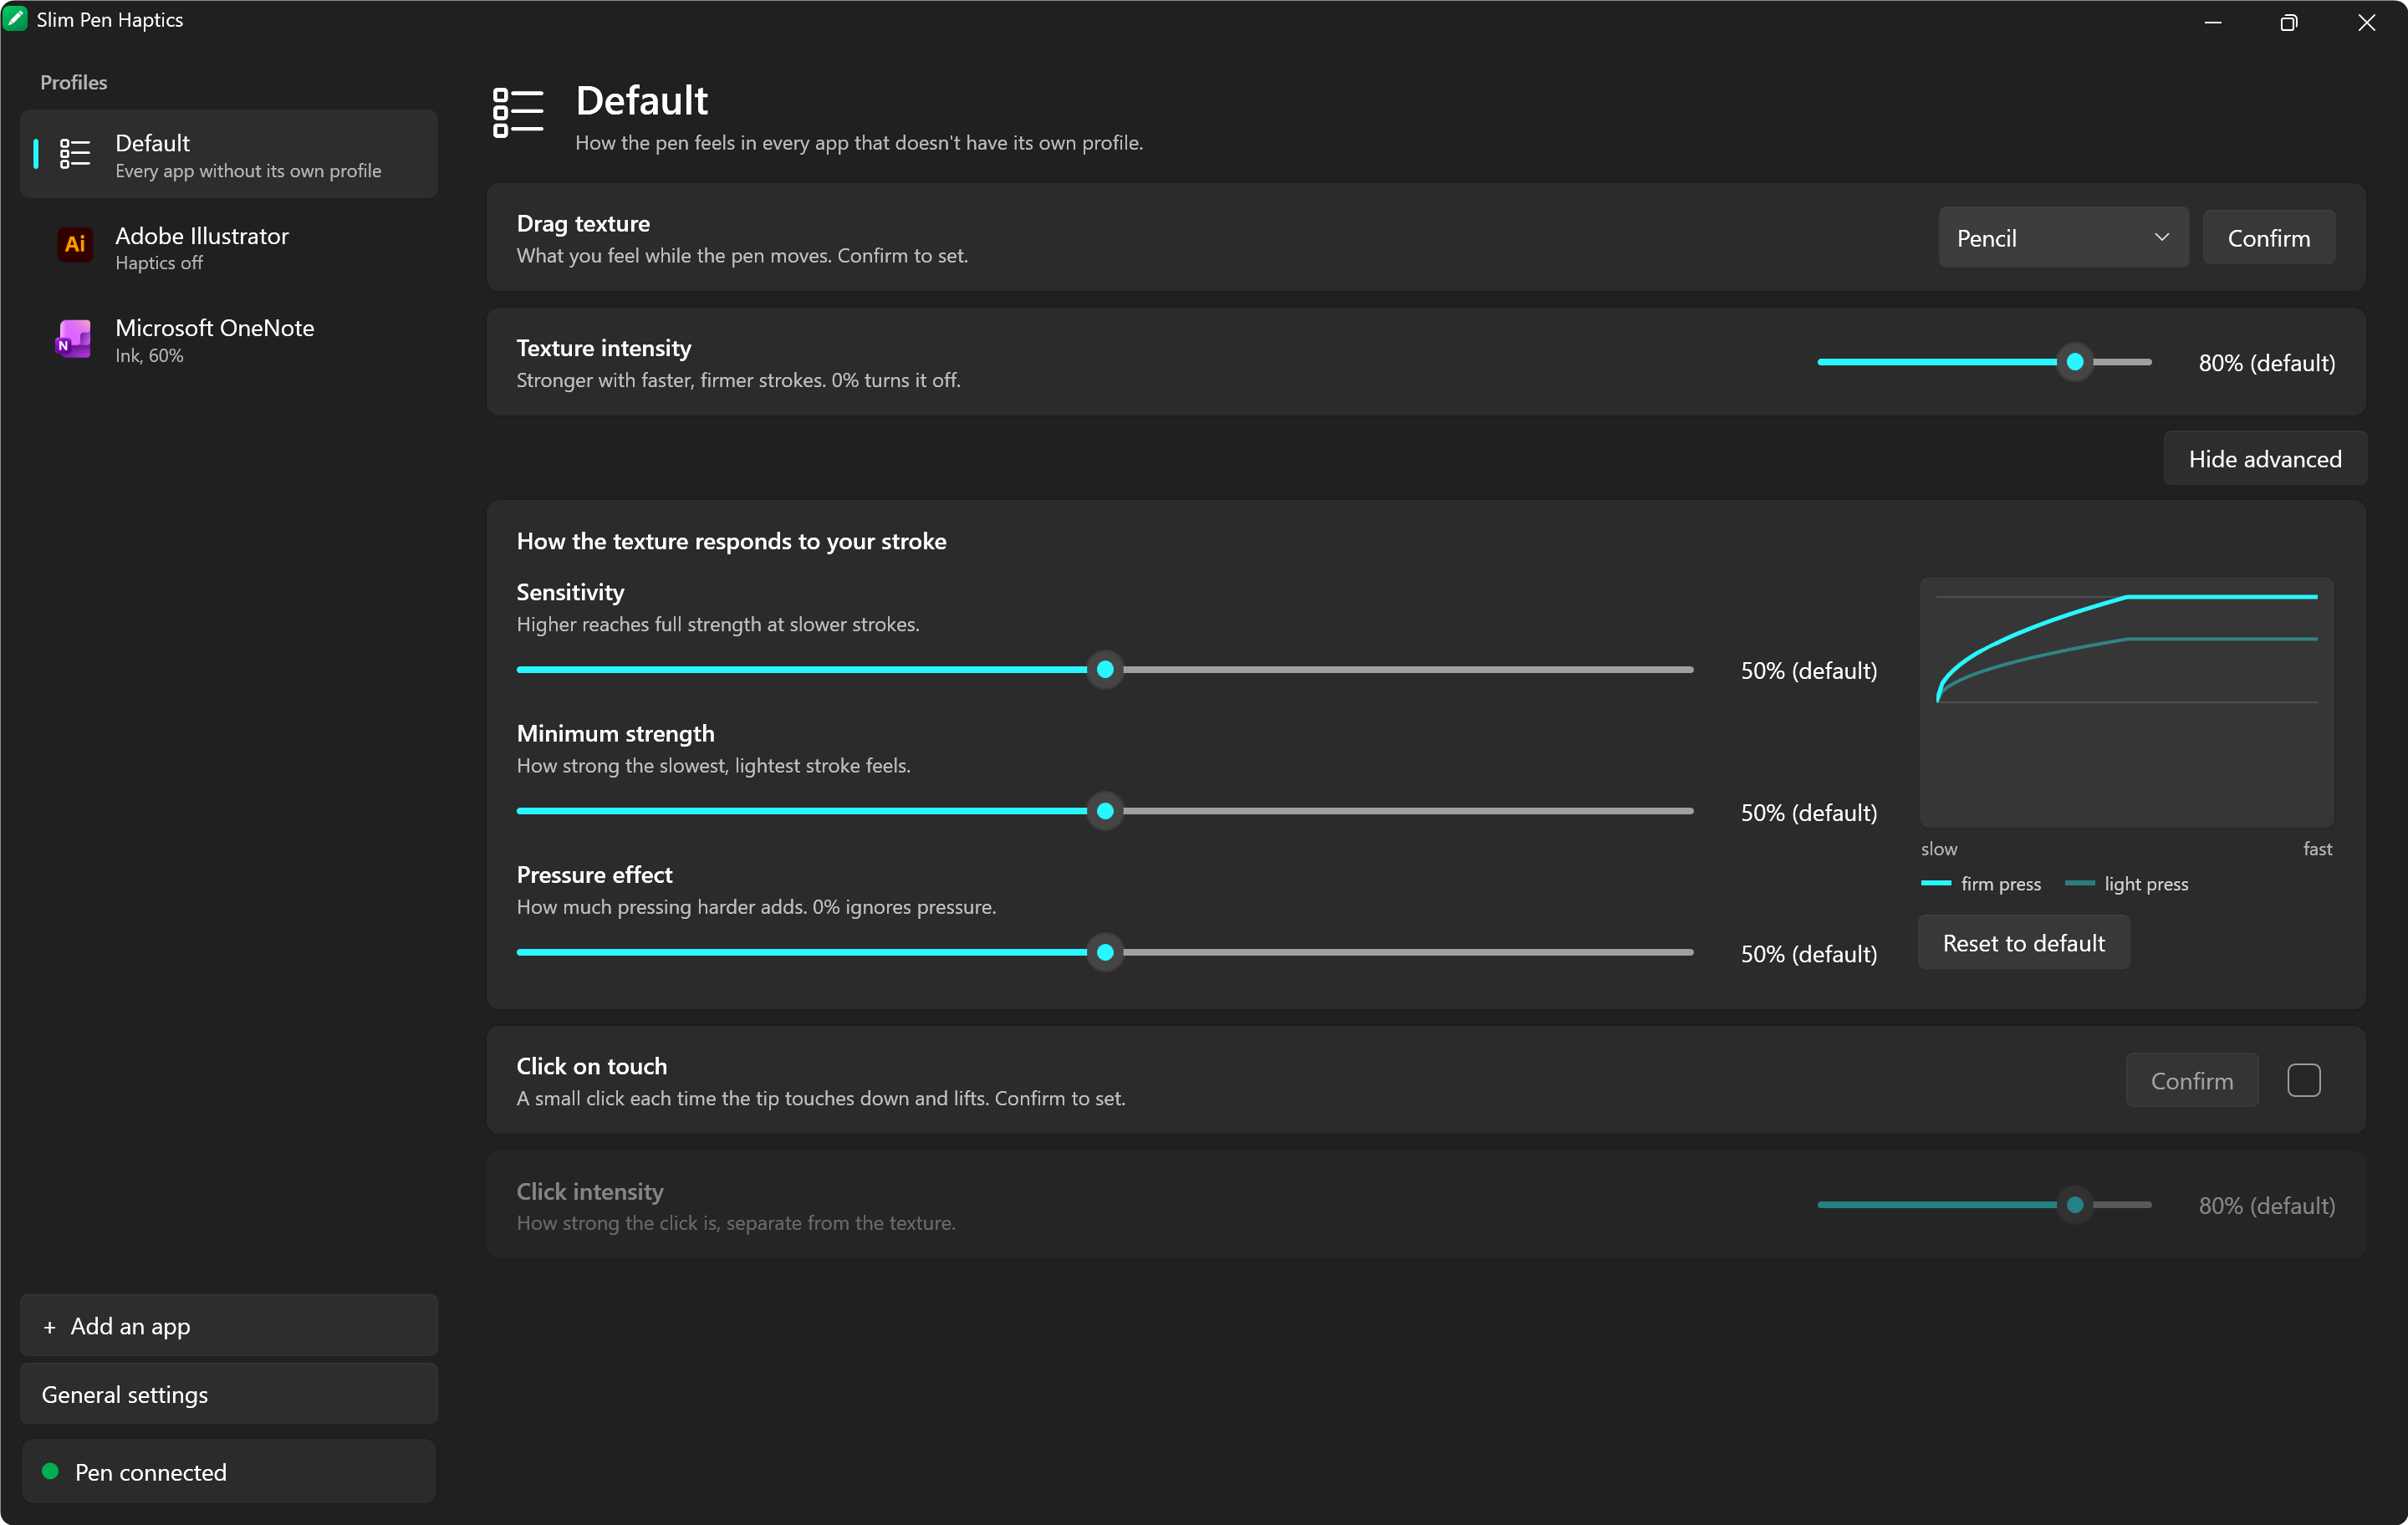 Slim Pen Haptics
Profiles
Default
Every app without its own profile
Ai
Adobe Illustrator
Haptics off
N
Microsoft OneNote
Ink, 60%
+ Add an app
General settings
Pen connected
Default
How the pen feels in every app that doesn't have its own profile.
Drag texture
What you feel while the pen moves. Confirm to set.
Pencil
Confirm
Texture intensity
Stronger with faster, firmer strokes. 0% turns it off.
80% (default)
Hide advanced
How the texture responds to your stroke
Sensitivity
Higher reaches full strength at slower strokes.
50% (default)
Minimum strength
How strong the slowest, lightest stroke feels.
50% (default)
Pressure effect
How much pressing harder adds. 0% ignores pressure.
50% (default)
slow fast
firm press light press
Reset to default
Click on touch
A small click each time the tip touches down and lifts. Confirm to set.
Confirm
Click intensity
How strong the click is, separate from the texture.
80% (default)